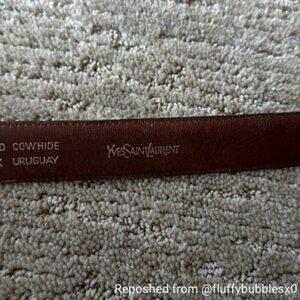 COWHIDE
URUGUAY
YVESSAINTLAURENT
Reposhed from @fluffybubblesx0